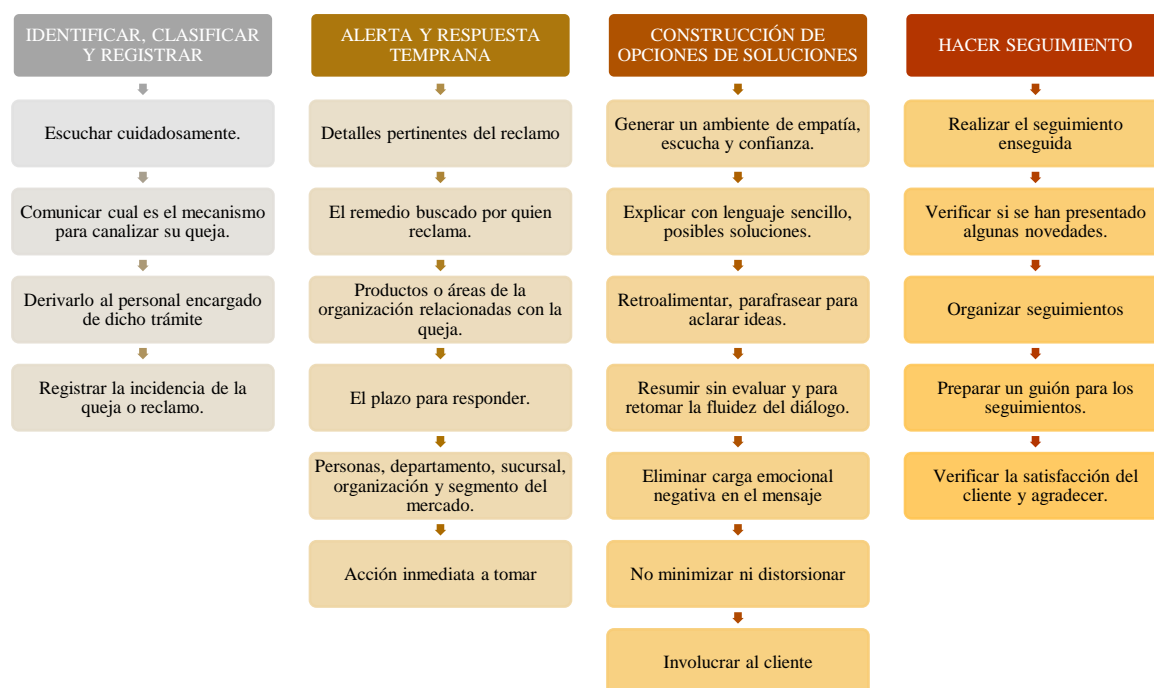 IDENTIFICAR, CLASIFICAR
Y REGISTRAR
Escuchar cuidadosamente.
Comunicar cual es el mecanismo
para canalizar su queja.
Derivarlo al personal encargado
de dicho trámite
Registrar la incidencia de la
queja o reclamo.
ALERTA Y RESPUESTA
TEMPRANA
Detalles pertinentes del reclamo
El remedio buscado por quien
reclama.
Productos o áreas de la
organización relacionadas con la
queja.
El plazo para responder.
Personas, departamento, sucursal,
organización y segmento del
mercado.
Acción inmediata a tomar
CONSTRUCCIÓN DE
OPCIONES DE SOLUCIONES
Generar un ambiente de empatía,
escucha y confianza.
Explicar con lenguaje sencillo,
posibles soluciones.
Retroalimentar, parafrasear para
aclarar ideas.
Resumir sin evaluar y para
retomar la fluidez del diálogo.
Eliminar carga emocional
negativa en el mensaje
No minimizar ni distorsionar
Involucrar al cliente
HACER SEGUIMIENTO
Realizar el seguimiento
enseguida
Verificar si se han presentado
algunas novedades.
Organizar seguimientos
Preparar un guión para los
seguimientos.
Verificar la satisfacción del
cliente y agradecer.